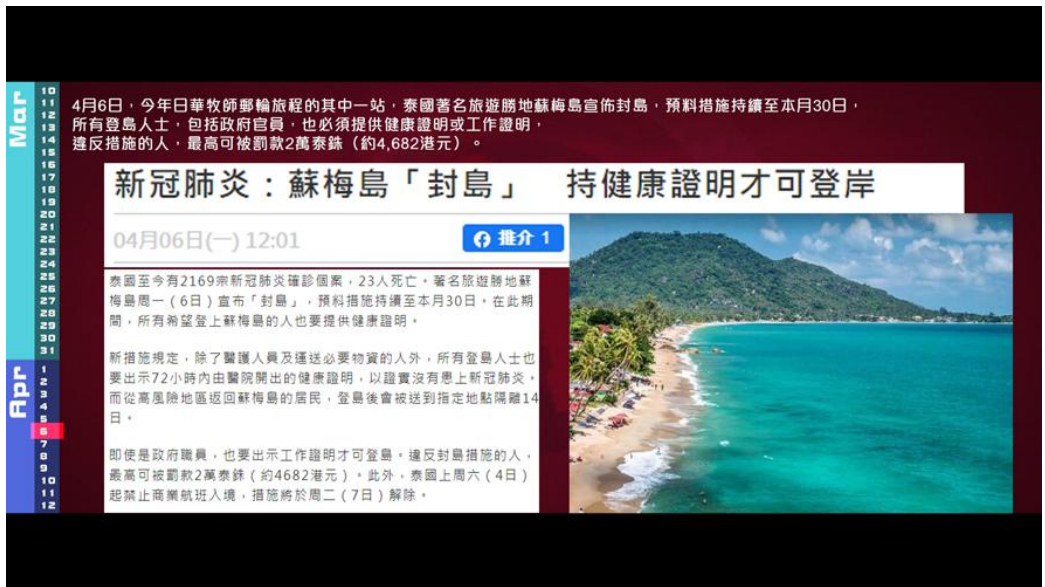 Mar
10
11
12
13
14
15
16
17
18
19
20
21
22
23
24
25
26
27
28
29
30
31
Apr
1
2
3
4
5
6
7
8
9
10
11
12
4月6日，今年日華牧師郵輪旅程的其中一站，泰國著名旅遊勝地蘇梅島宣佈封島，預料措施持續至本月30日，
所有登島人士，包括政府官員，也必須提供健康證明或工作證明，
違反措施的人，最高可被罰款2萬泰銖（約4,682港元）。
新冠肺炎：蘇梅島「封島」　持健康證明才可登岸
04月06日(一) 12:01
推介 1
泰國至今有2169宗新冠肺炎確診個案，23人死亡。著名旅遊勝地蘇
梅島周一（6日）宣布「封島」，預料措施持續至本月30日。在此期
間，所有希望登上蘇梅島的人也要提供健康證明。
新措施規定，除了醫護人員及運送必要物資的人外，所有登島人士也
要出示72小時內由醫院開出的健康證明，以證實沒有患上新冠肺炎。
而從高風險地區返回蘇梅島的居民，登島後會被送到指定地點隔離14
日。
即使是政府職員，也要出示工作證明才可登島。違反封島措施的人，
最高可被罰款2萬泰銖（約4682港元）。此外，泰國上周六（4日）
起禁止商業航班入境，措施將於周二（7日）解除。